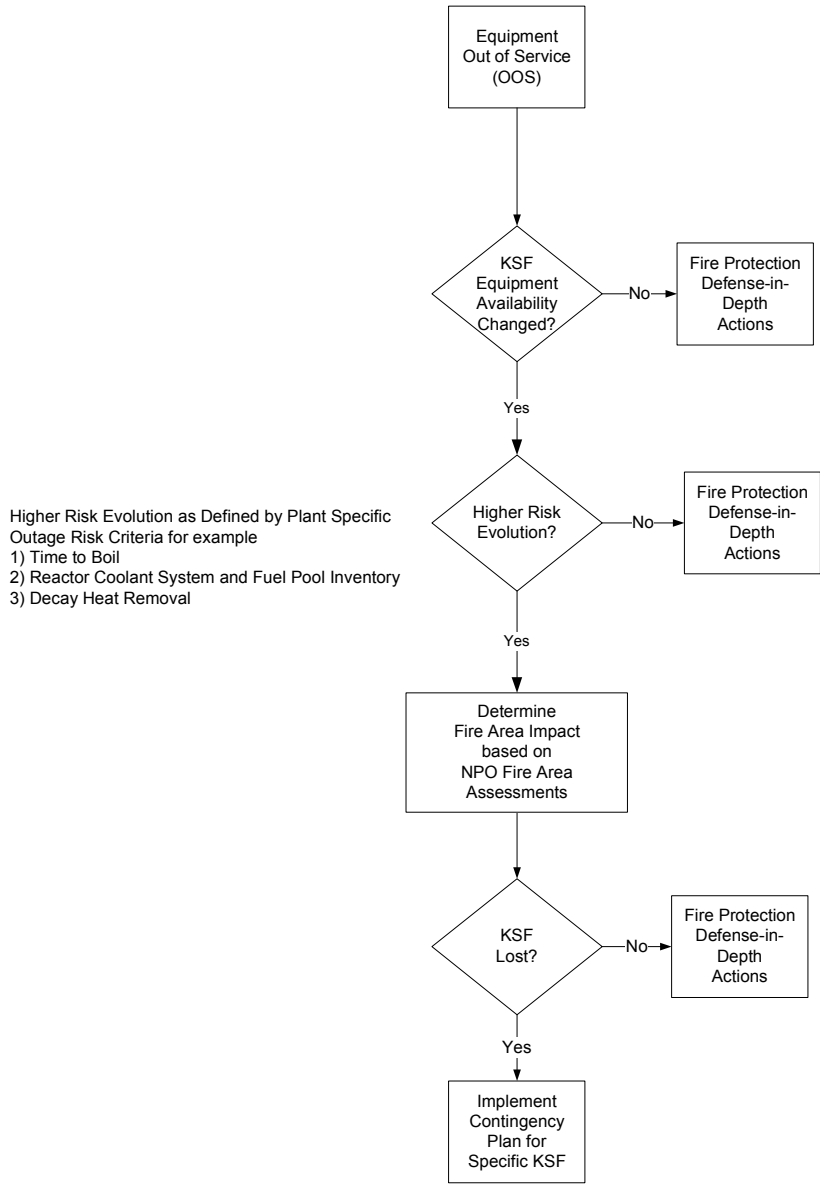 Equipment
Out of Service
(OOS)
KSF
Equipment
Availability
Changed?
No
Fire Protection
Defense-in-
Depth
Actions
Yes
Higher Risk
Evolution?
No
Fire Protection
Defense-in-
Depth
Actions
Higher Risk Evolution as Defined by Plant Specific
Outage Risk Criteria for example
1) Time to Boil
2) Reactor Coolant System and Fuel Pool Inventory
3) Decay Heat Removal
Yes
Determine
Fire Area Impact
based on
NPO Fire Area
Assessments
KSF
Lost?
No
Fire Protection
Defense-in-
Depth
Actions
Yes
Implement
Contingency
Plan for
Specific KSF